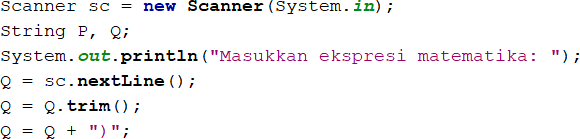 Scanner sc = new Scanner(System.in);
String P, Q;
System.out.println("Masukkan ekspresi matematika: ");
Q = sc.nextLine();
Q = Q.trim();
Q = Q + ")";